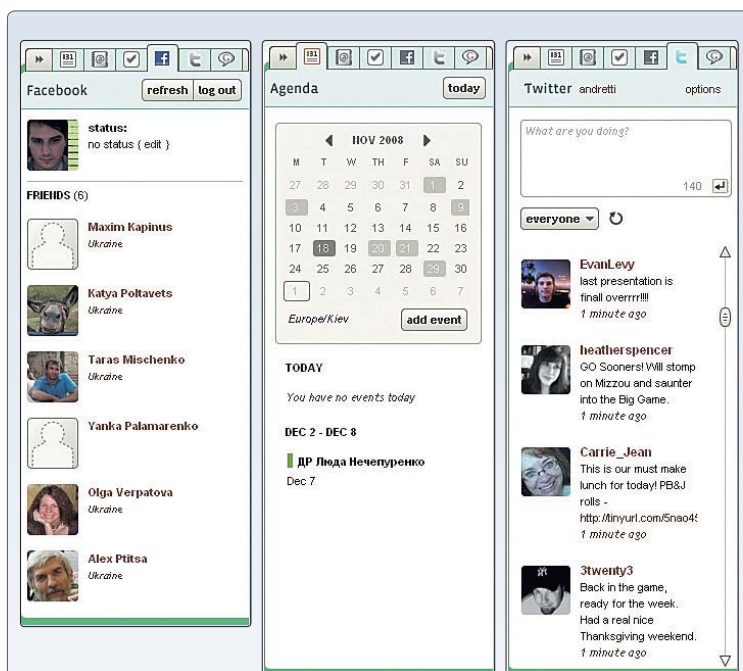 Facebook
refresh log out
status:
no status { edit }
FRIENDS (6)
Maxim Kapinus
Ukraine
Katya Poltavets
Ukraine
Taras Mischenko
Ukraine
Yanka Palamarenko
Olga Verpatova
Ukraine
Alex Ptitsa
Ukraine
Agenda
today
NOV 2008
M T W TH F SA SU
27 28 29 30 31 1 2
3 4 5 6 7 8 9
10 11 12 13 14 15 16
17 18 19 20 21 22 23
24 25 26 27 28 29 30
1 2 3 4 5 6 7
Europe/Kiev
add event
TODAY
You have no events today
DEC 2 - DEC 8
ДР Люда Нечепуренко
Dec 7
Twitter andretti options
What are you doing?
140
everyone
EvanLevy
last presentation is
finall overrrr!!!!
1 minute ago
heatherspencer
GO Sooners! Will stomp
on Mizzou and saunter
into the Big Game.
1 minute ago
Carrie_Jean
This is our must make
lunch for today! PB&J
rolls -
http://tinyurl.com/5nao45
1 minute ago
3twenty3
Back in the game,
ready for the week.
Had a real nice
Thanksgiving weekend.
1 minute ago